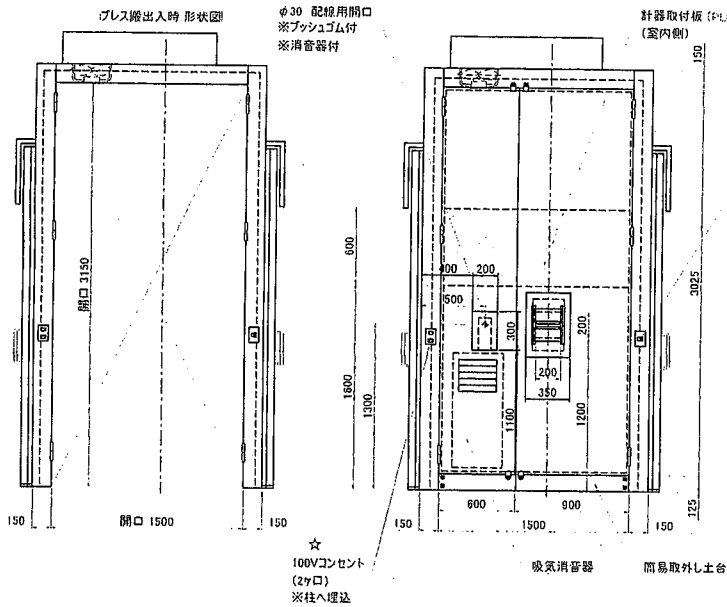 プレス搬出入時 形状図
φ30 配線用開口
※ブッシュゴム付
※消音器付
計器取付板
(室内側)
150
600
開口 3150
1800
1300
400
200
500
300
200
200
350
1100
1200
3025
125
600
900
150
開口 1500
150
150
1500
150
☆
100Vコンセント
(2ケ口)
※柱へ埋込
吸気消音器
簡易取外し土台